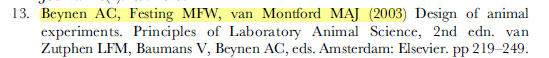 13. Beynen AC, Festing MFW, van Montford MAJ (2003) Design of animal
experiments. Principles of Laboratory Animal Science, 2nd edn. van
Zutphen LFM, Baumans V, Beynen AC, eds. Amsterdam: Elsevier. pp 219–249.